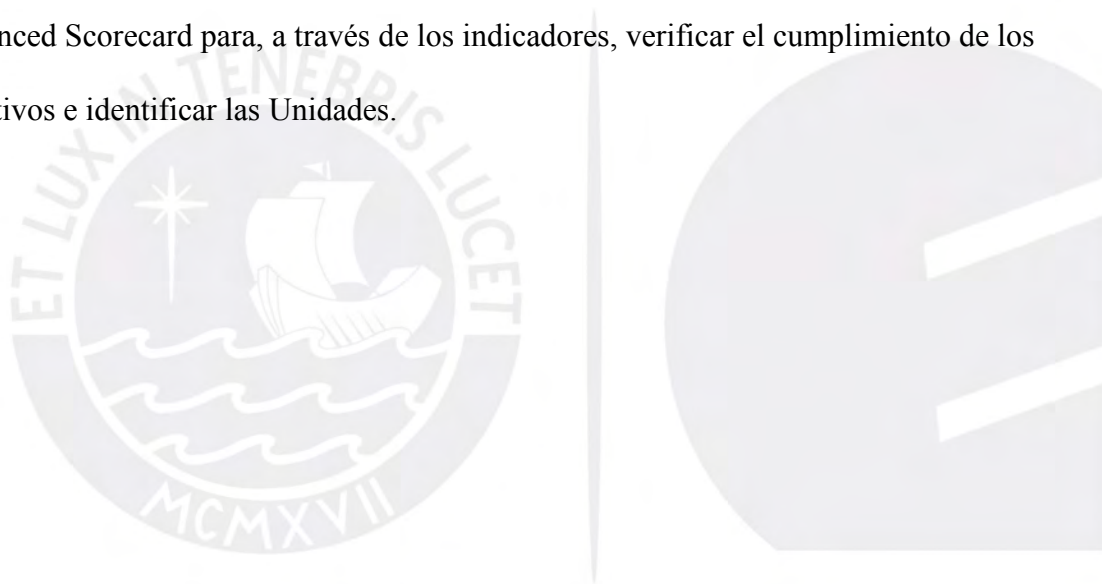 nced Scorecard para, a través de los indicadores, verificar el cumplimiento de los
tivos e identificar las Unidades.
ET LUX IN TENEBRIS LUCET
MCMXVII